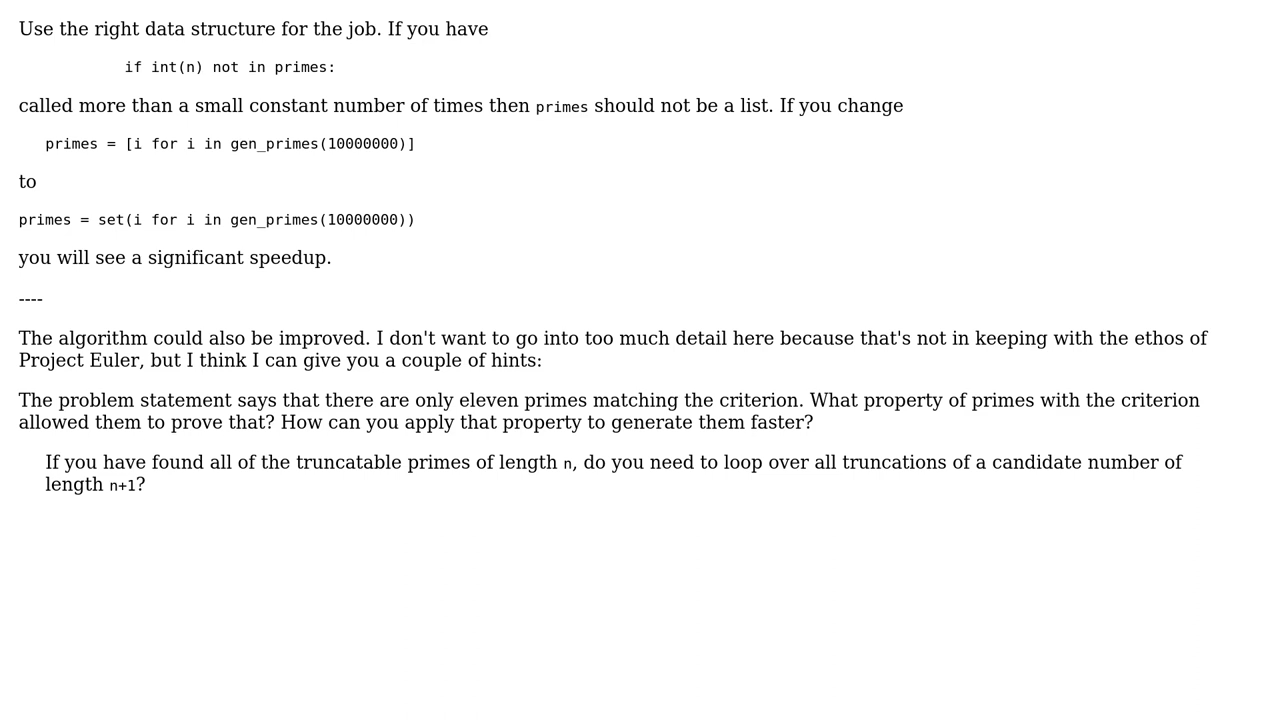 Use the right data structure for the job. If you have
if int(n) not in primes:
called more than a small constant number of times then primes should not be a list. If you change
primes = [i for i in gen_primes(10000000)]
to
primes = set(i for i in gen_primes(10000000))
you will see a significant speedup.
----
The algorithm could also be improved. I don't want to go into too much detail here because that's not in keeping with the ethos of
Project Euler, but I think I can give you a couple of hints:
The problem statement says that there are only eleven primes matching the criterion. What property of primes with the criterion
allowed them to prove that? How can you apply that property to generate them faster?
If you have found all of the truncatable primes of length n, do you need to loop over all truncations of a candidate number of
length n+1?